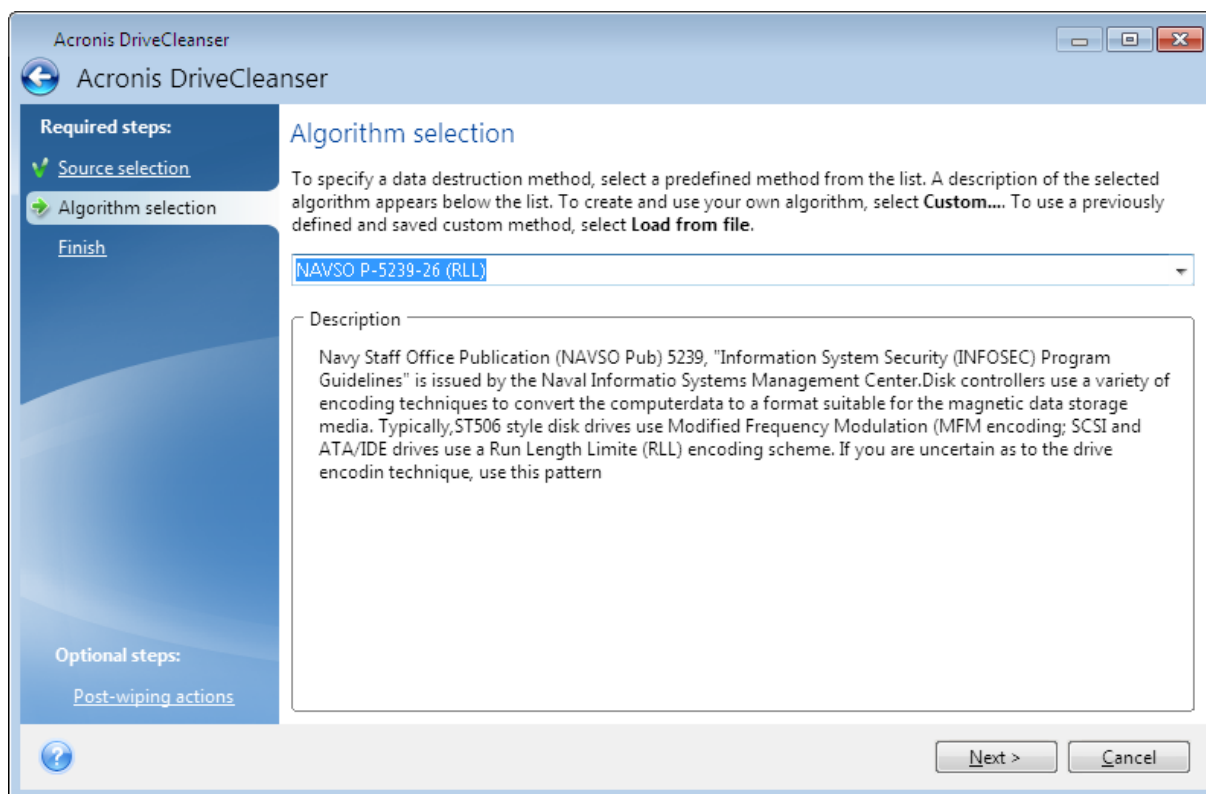 Acronis DriveCleanser
Acronis DriveCleanser
Required steps:
Source selection
Algorithm selection
Finish
Optional steps:
Post-wiping actions
Algorithm selection
To specify a data destruction method, select a predefined method from the list. A description of the selected
algorithm appears below the list. To create and use your own algorithm, select Custom.... To use a previously
defined and saved custom method, select Load from file.
NAVSO P-5239-26 (RLL)
Description
Navy Staff Office Publication (NAVSO Pub) 5239, "Information System Security (INFOSEC) Program
Guidelines" is issued by the Naval Informatio Systems Management Center.Disk controllers use a variety of
encoding techniques to convert the computerdata to a format suitable for the magnetic data storage
media. Typically,ST506 style disk drives use Modified Frequency Modulation (MFM encoding; SCSI and
ATA/IDE drives use a Run Length Limite (RLL) encoding scheme. If you are uncertain as to the drive
encodin technique, use this pattern
?
Next >
Cancel